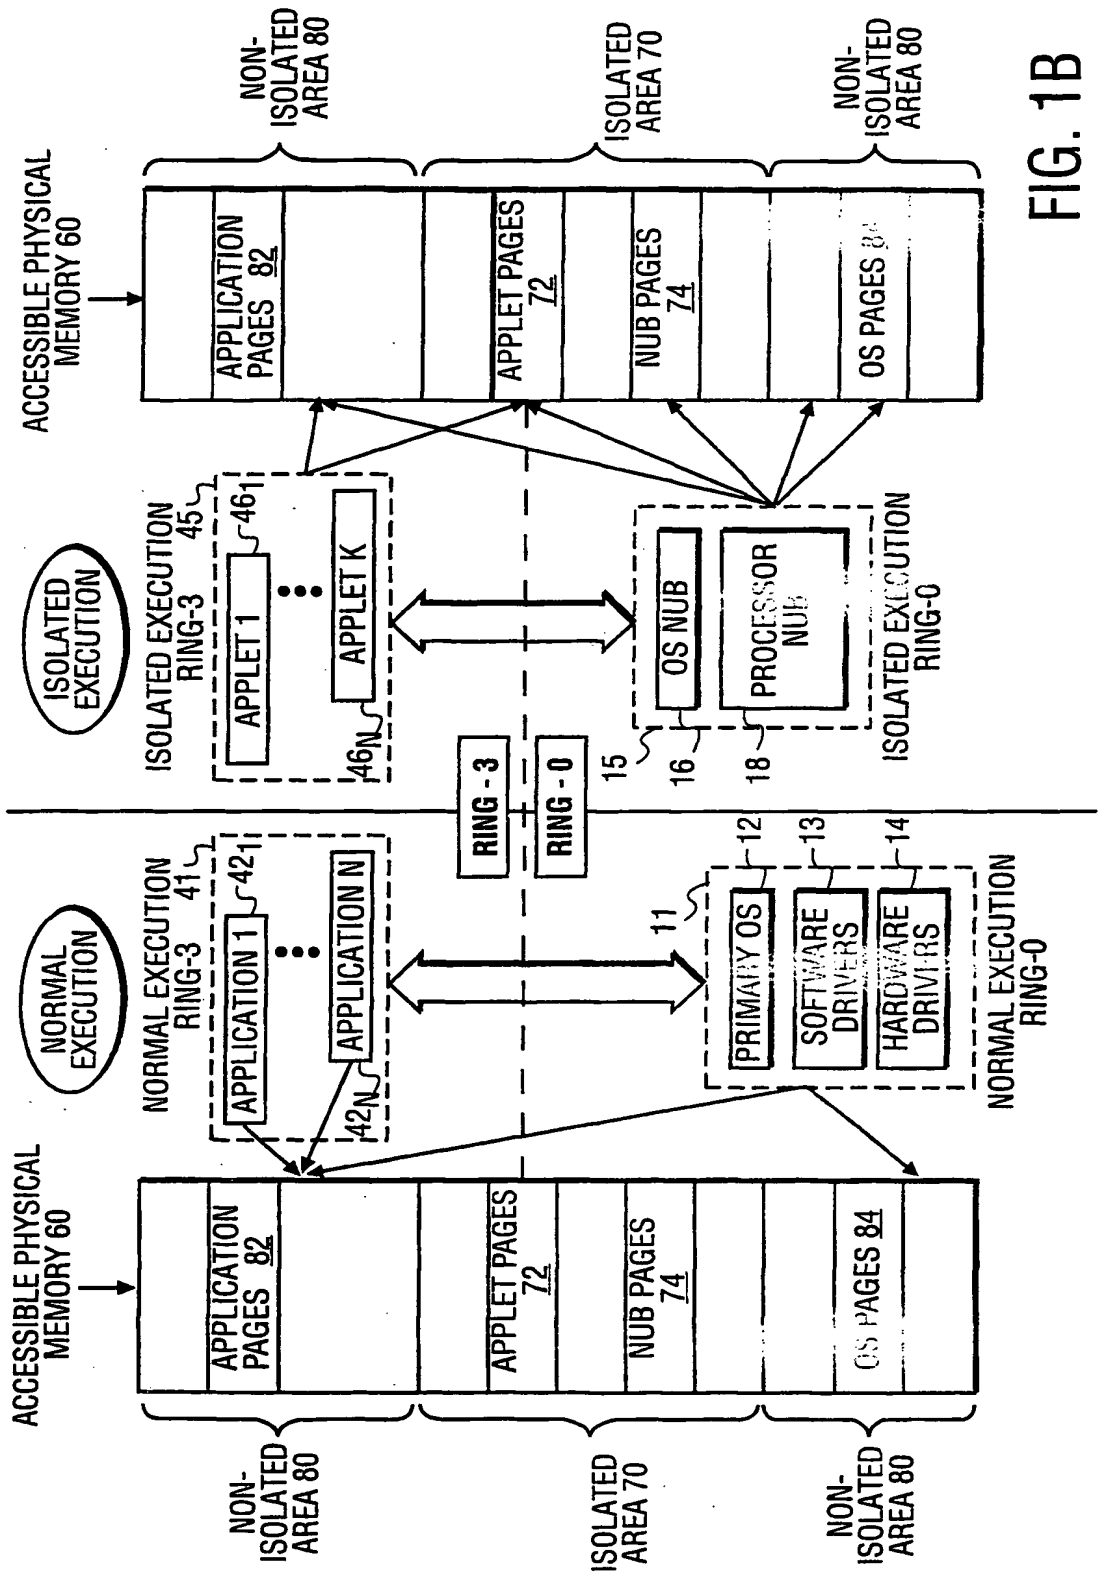 ACCESSIBLE PHYSICAL
MEMORY 60
NORMAL
EXECUTION
ISOLATED
EXECUTION
ACCESSIBLE PHYSICAL
MEMORY 60
NON-
ISOLATED
AREA 80
APPLICATION
PAGES 82
NORMAL EXECUTION
RING-3
41
APPLICATION 1
42₁
APPLICATION N
42N
ISOLATED EXECUTION
RING-3
45
APPLET 1
46₁
APPLET K
46N
APPLICATION
PAGES 82
NON-
ISOLATED
AREA 80
ISOLATED
AREA 70
APPLET PAGES
72
NUB PAGES
74
RING - 3
RING - 0
APPLET PAGES
72
NUB PAGES
74
ISOLATED
AREA 70
NON-
ISOLATED
AREA 80
OS PAGES 84
11
PRIMARY OS
12
SOFTWARE
DRIVERS
13
HARDWARE
DRIVERS
14
NORMAL EXECUTION
RING-0
15
16
OS NUB
18
PROCESSOR
NUB
ISOLATED EXECUTION
RING-0
OS PAGES 84
NON-
ISOLATED
AREA 80
FIG. 1B